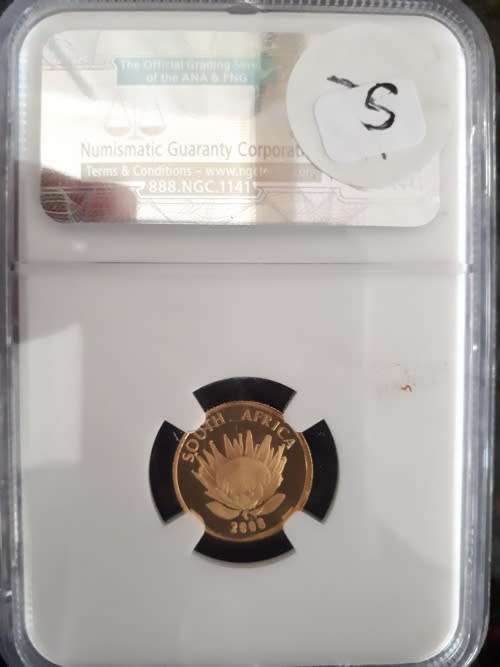 The Official Grading Serv
of the ANA & PNG
S
Numismatic Guaranty Corporat
Terms & Conditions – www.ngc
888.NGC.1141
SOUTH AFRICA
2008